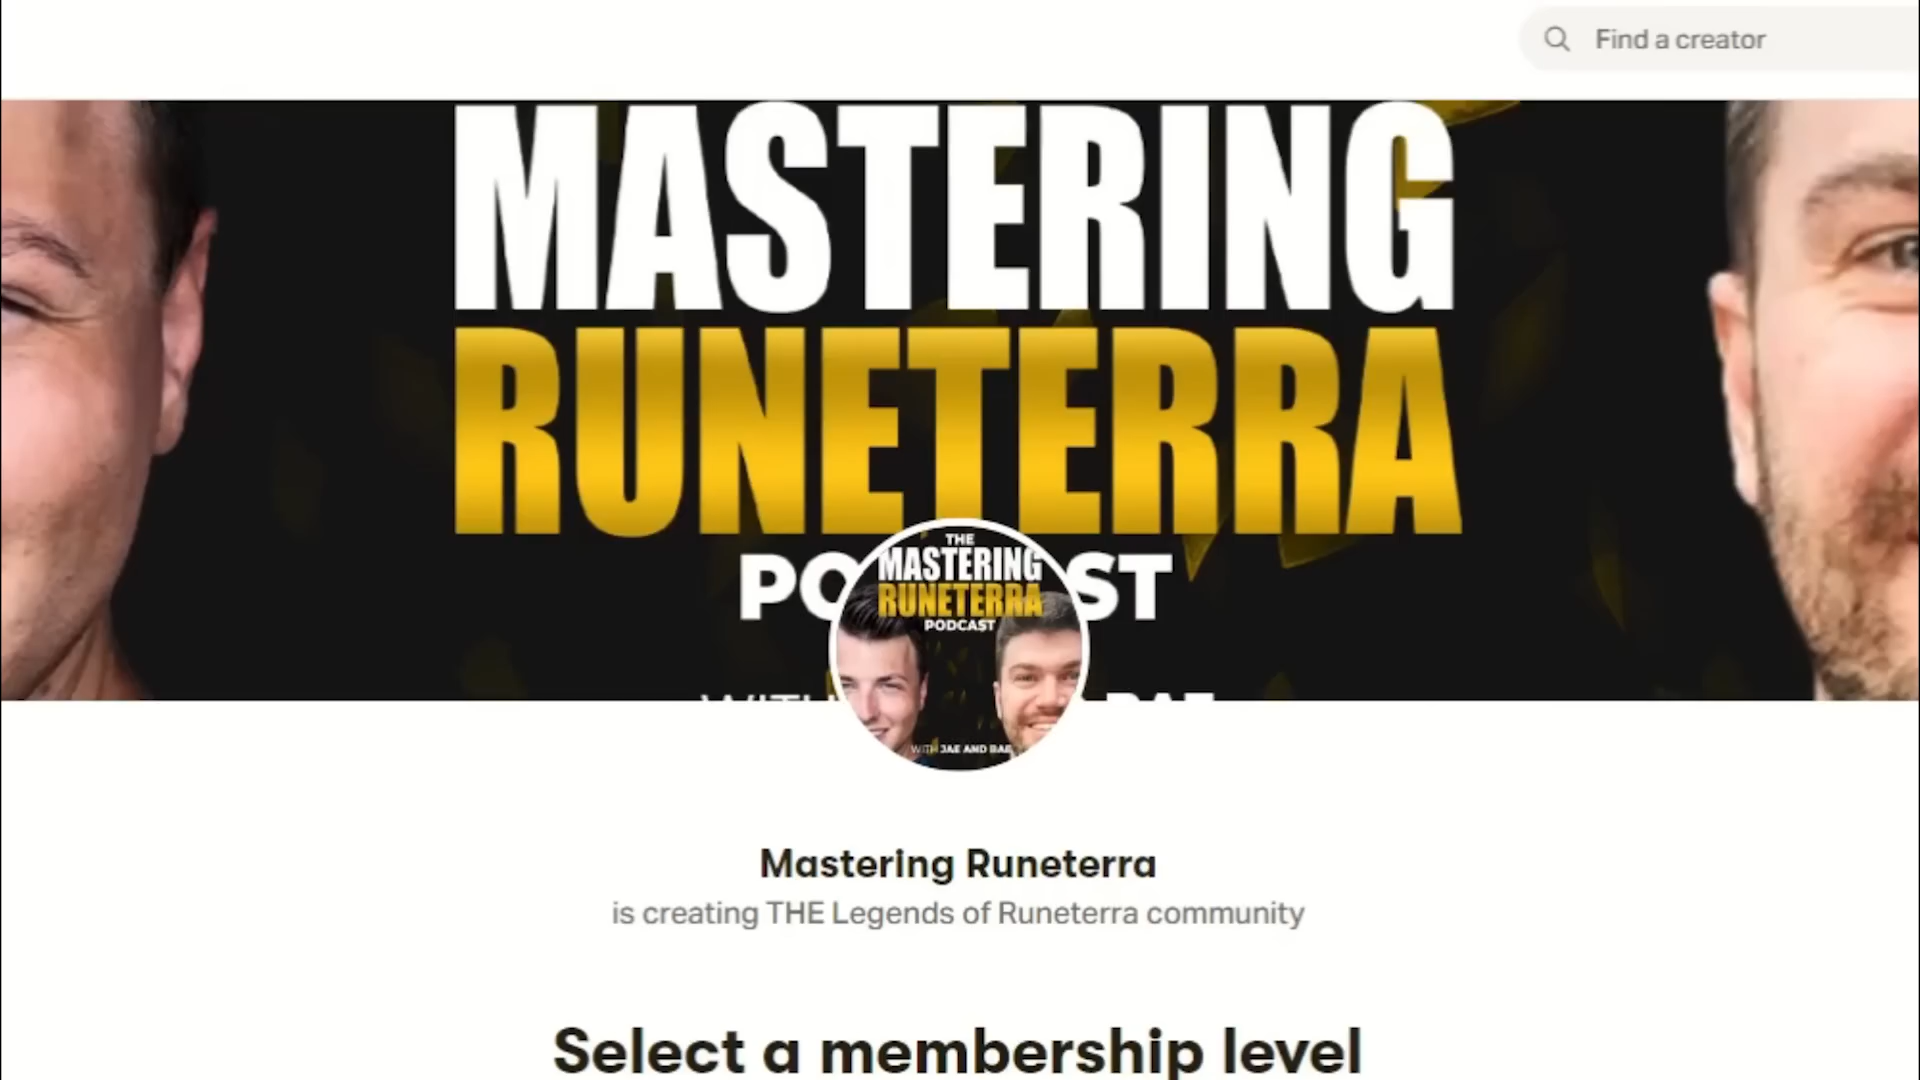 Find a creator
MASTERING
RUNETERRA
THE
MASTERING
RUNETERRA
PODCAST
WITH JAE AND BAE
Mastering Runeterra
is creating THE Legends of Runeterra community
Select a membership level